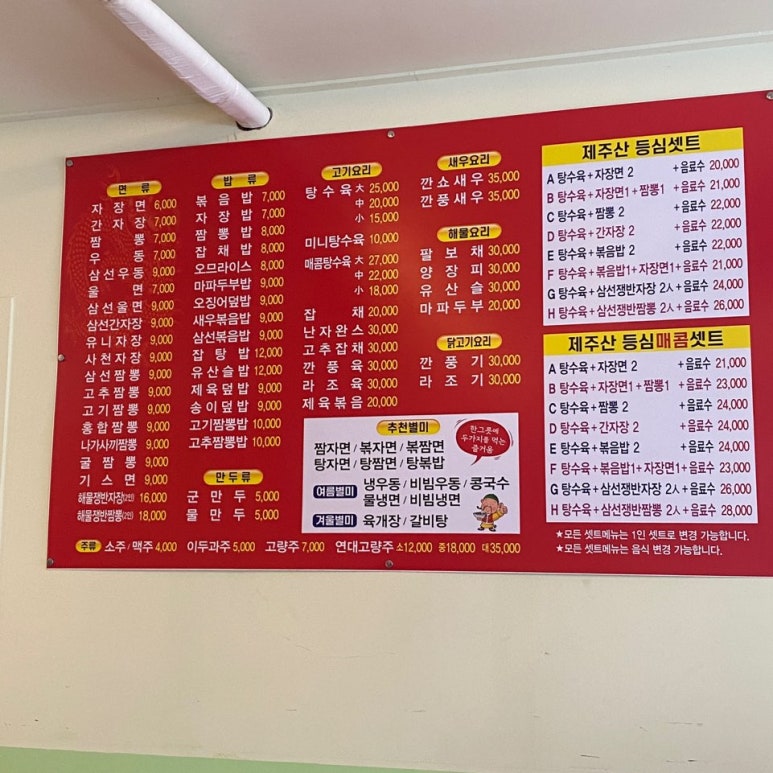 면 류
자 장 면 6,000
간 자 장 7,000
짬 뽕 7,000
우 동 7,000
삼선우동 9,000
울 면 7,000
삼선울면 9,000
삼선간자장 9,000
유니자장 9,000
사천자장 9,000
삼선짬뽕 9,000
고추짬뽕 9,000
고기짬뽕 9,000
홍합짬뽕 9,000
나가사끼짬뽕 9,000
굴 짬 뽕 9,000
기 스 면 9,000
해물쟁반자장(2인) 16,000
해물쟁반짬뽕(2인) 18,000
밥 류
볶 음 밥 7,000
자 장 밥 7,000
짬 뽕 밥 8,000
잡 채 밥 8,000
오므라이스 8,000
마파두부밥 9,000
오징어덮밥 9,000
새우볶음밥 9,000
삼선볶음밥 9,000
잡 탕 밥 12,000
유산슬밥 12,000
제육덮밥 9,000
송이덮밥 9,000
고기짬뽕밥 10,000
고추짬뽕밥 10,000
만두류
군 만 두 5,000
물 만 두 5,000
고기요리
탕수육 大 25,000
中 20,000
小 15,000
미니탕수육 10,000
매콤탕수육 大 27,000
中 22,000
小 18,000
잡 채 20,000
난자완스 30,000
고추잡채 30,000
깐 풍 육 30,000
라 조 육 30,000
제육볶음 20,000
새우요리
깐쇼새우 35,000
깐풍새우 35,000
해물요리
팔 보 채 30,000
양 장 피 30,000
유 산 슬 30,000
마파두부 20,000
닭고기요리
깐 풍 기 30,000
라 조 기 30,000
추천별미
짬자면 / 볶자면 / 볶짬면
탕자면 / 탕짬면 / 탕볶밥
한그릇에
두가지를 먹는
즐거움
여름별미 냉우동 / 비빔우동 / 콩국수
물냉면 / 비빔냉면
겨울별미 육개장 / 갈비탕
주류 소주 / 맥주 4,000 이두과주 5,000 고량주 7,000 연태고량주 소12,000 중18,000 대35,000
제주산 등심셋트
A 탕수육+자장면 2 +음료수 20,000
B 탕수육+자장면1+짬뽕1 +음료수 21,000
C 탕수육+짬뽕 2 +음료수 22,000
D 탕수육+간자장 2 +음료수 22,000
E 탕수육+볶음밥 2 +음료수 22,000
F 탕수육+볶음밥1+자장면1+음료수 21,000
G 탕수육+삼선쟁반자장 2人+음료수 24,000
H 탕수육+삼선쟁반짬뽕 2人+음료수 26,000
제주산 등심매콤셋트
A 탕수육+자장면 2 +음료수 21,000
B 탕수육+자장면1+짬뽕1 +음료수 23,000
C 탕수육+짬뽕 2 +음료수 24,000
D 탕수육+간자장 2 +음료수 24,000
E 탕수육+볶음밥 2 +음료수 24,000
F 탕수육+볶음밥1+자장면1+음료수 23,000
G 탕수육+삼선쟁반자장 2人+음료수 26,000
H 탕수육+삼선쟁반짬뽕 2人+음료수 28,000
★모든 셋트메뉴는 1인 셋트로 변경 가능합니다.
★모든 셋트메뉴는 음식 변경 가능합니다.